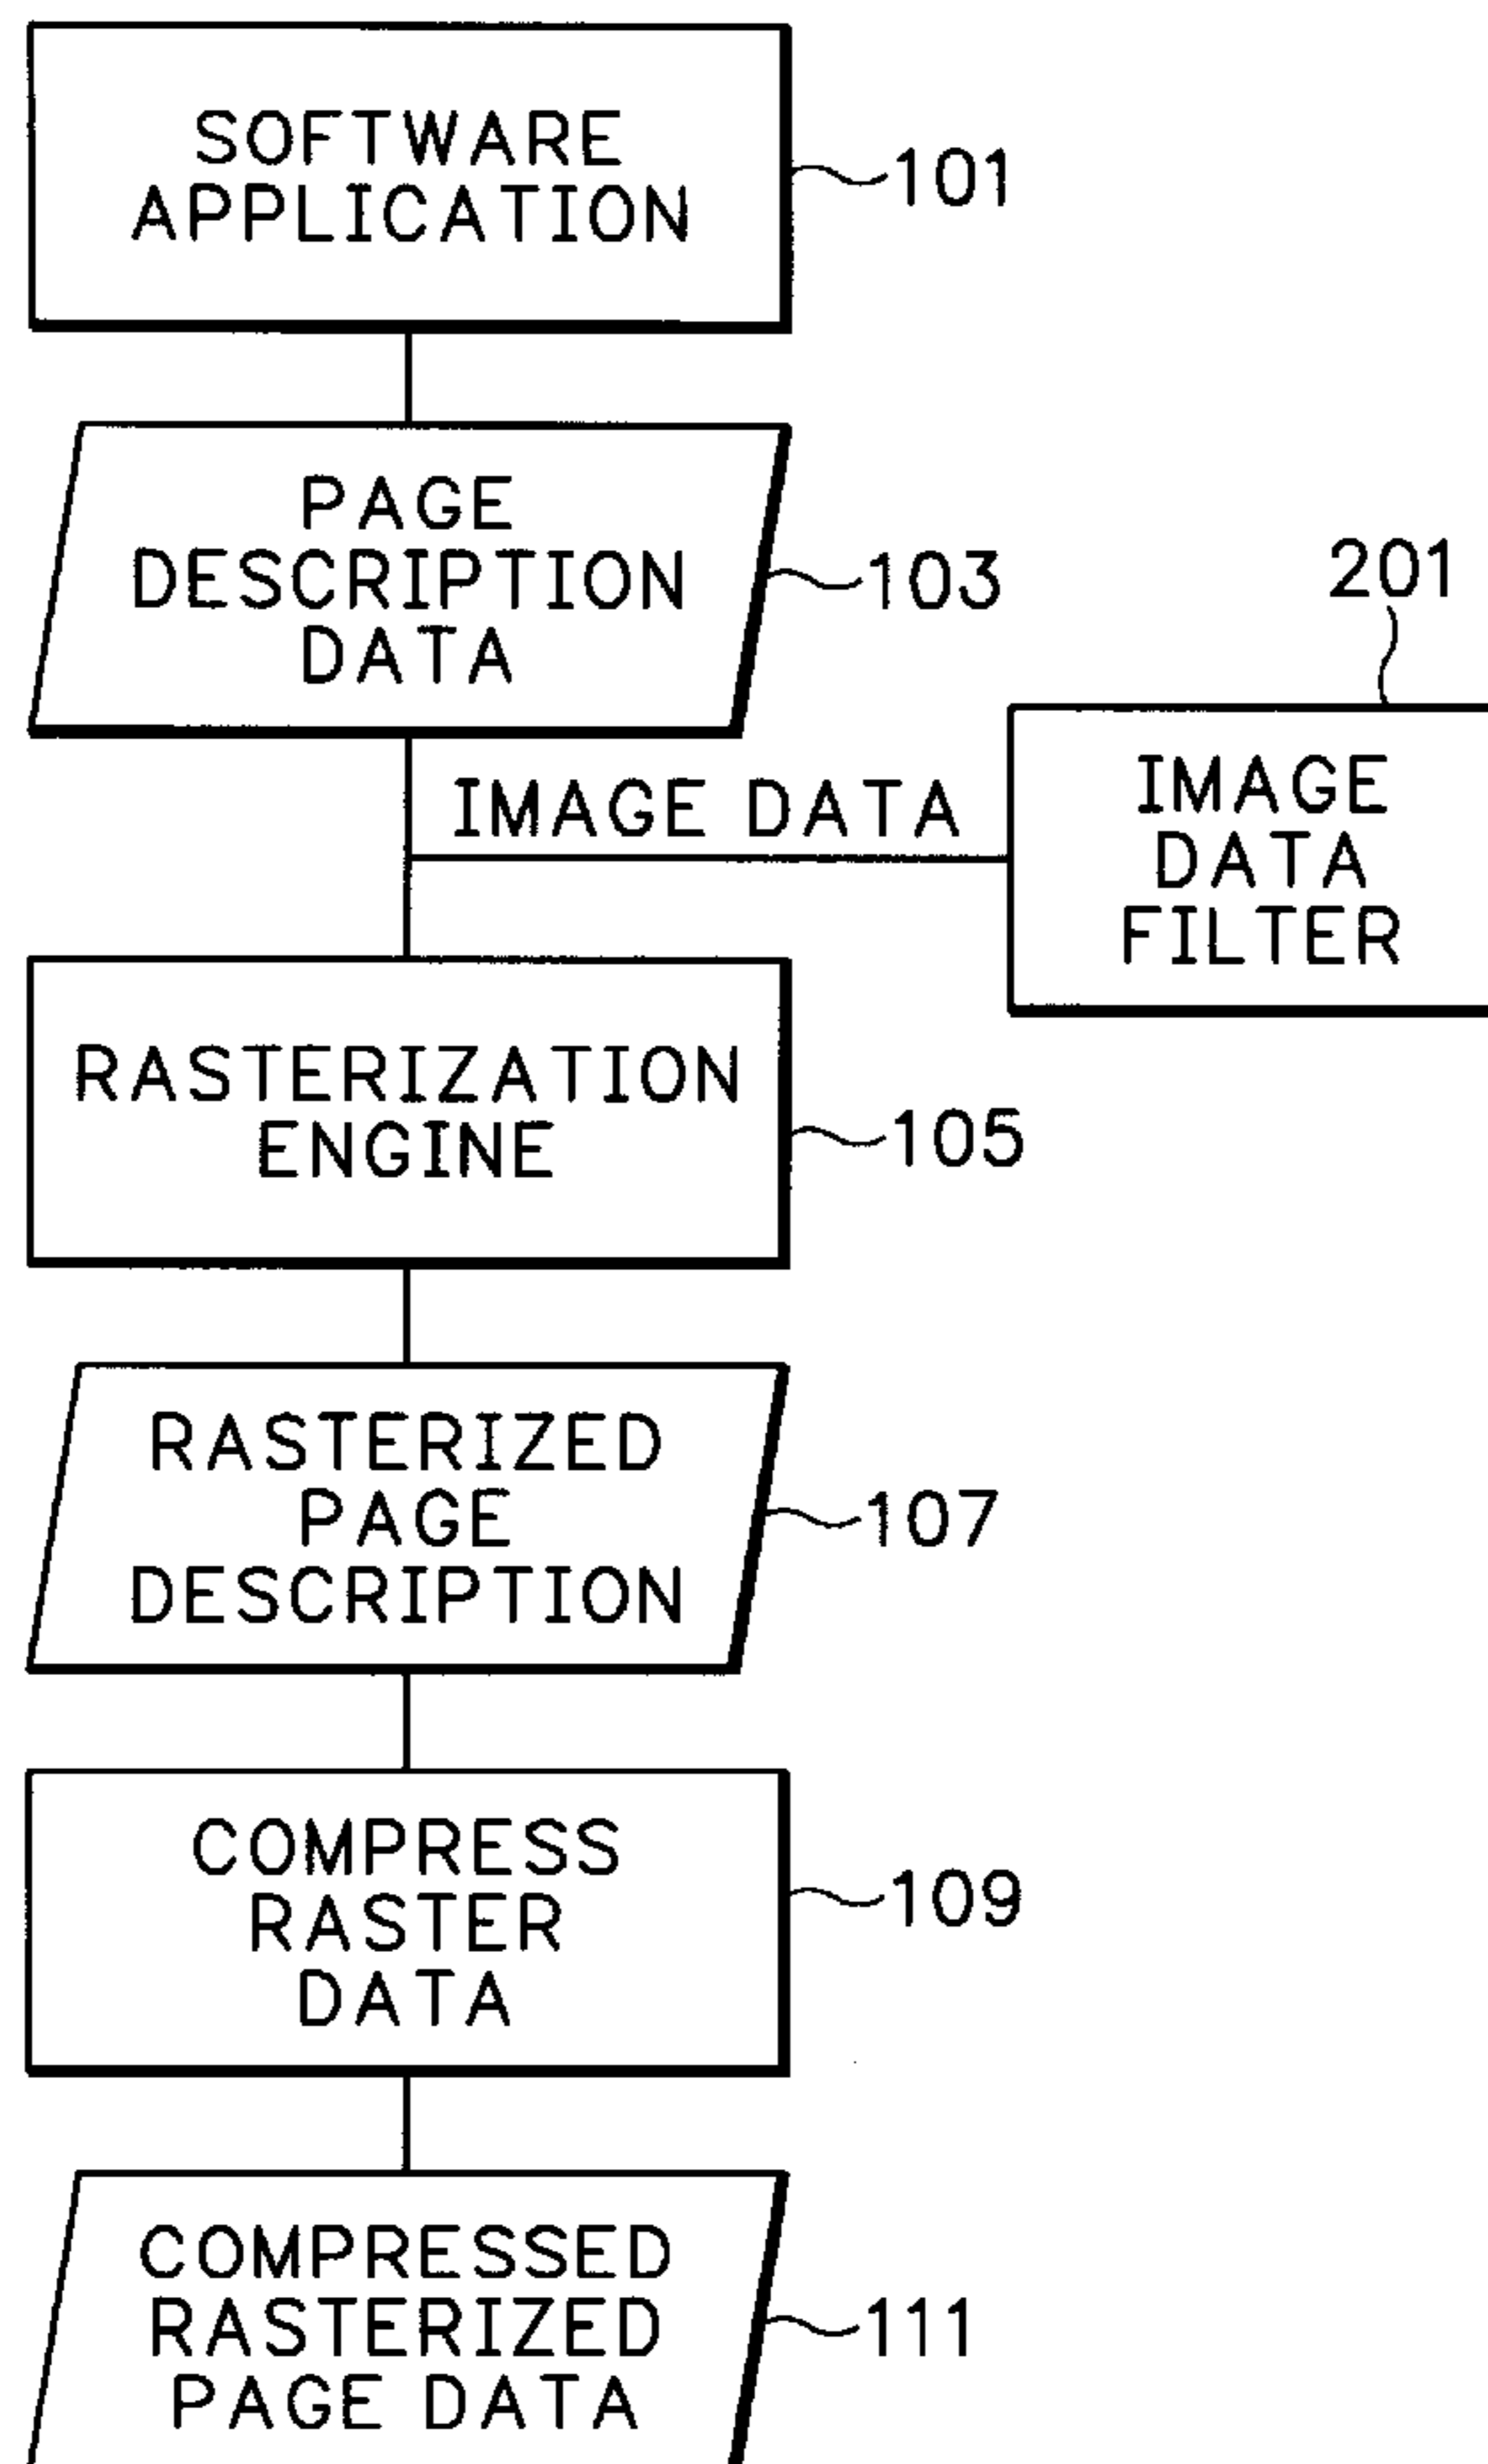 SOFTWARE
APPLICATION
101
PAGE
DESCRIPTION
DATA
103
201
IMAGE DATA
IMAGE
DATA
FILTER
RASTERIZATION
ENGINE
105
RASTERIZED
PAGE
DESCRIPTION
107
COMPRESS
RASTER
DATA
109
COMPRESSED
RASTERIZED
PAGE DATA
111